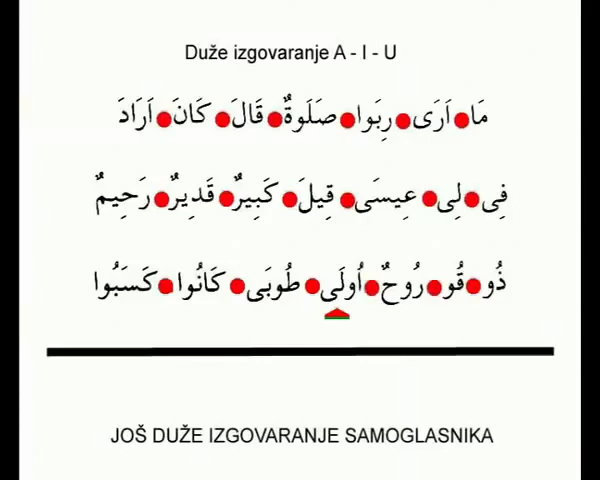 Duže izgovaranje A - I - U
مَا اَرَى رِبَوا صَلَوةٌ قَالَ كَانَ اَرَادَ
فِى لِى عِيسَى قِيلَ كَبِيرٌ قَدِيرٌ رَحِيمٌ
ذُو قُو رُوحٌ اُولَى طُوبَى كَانُوا كَسَبُوا
JOŠ DUŽE IZGOVARANJE SAMOGLASNIKA